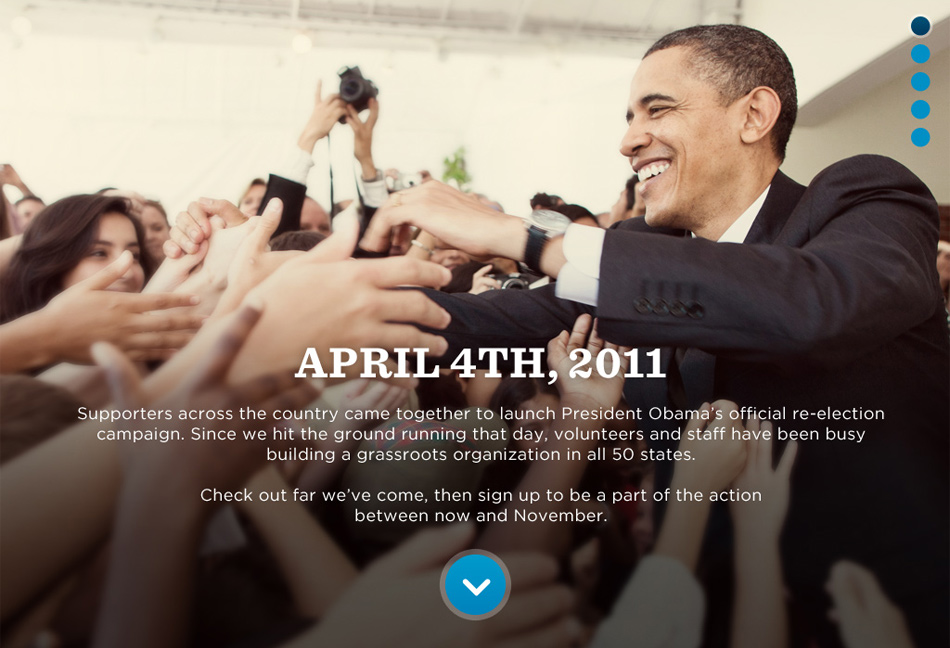 APRIL 4TH, 2011
Supporters across the country came together to launch President Obama's official re-election
campaign. Since we hit the ground running that day, volunteers and staff have been busy
building a grassroots organization in all 50 states.
Check out far we've come, then sign up to be a part of the action
between now and November.